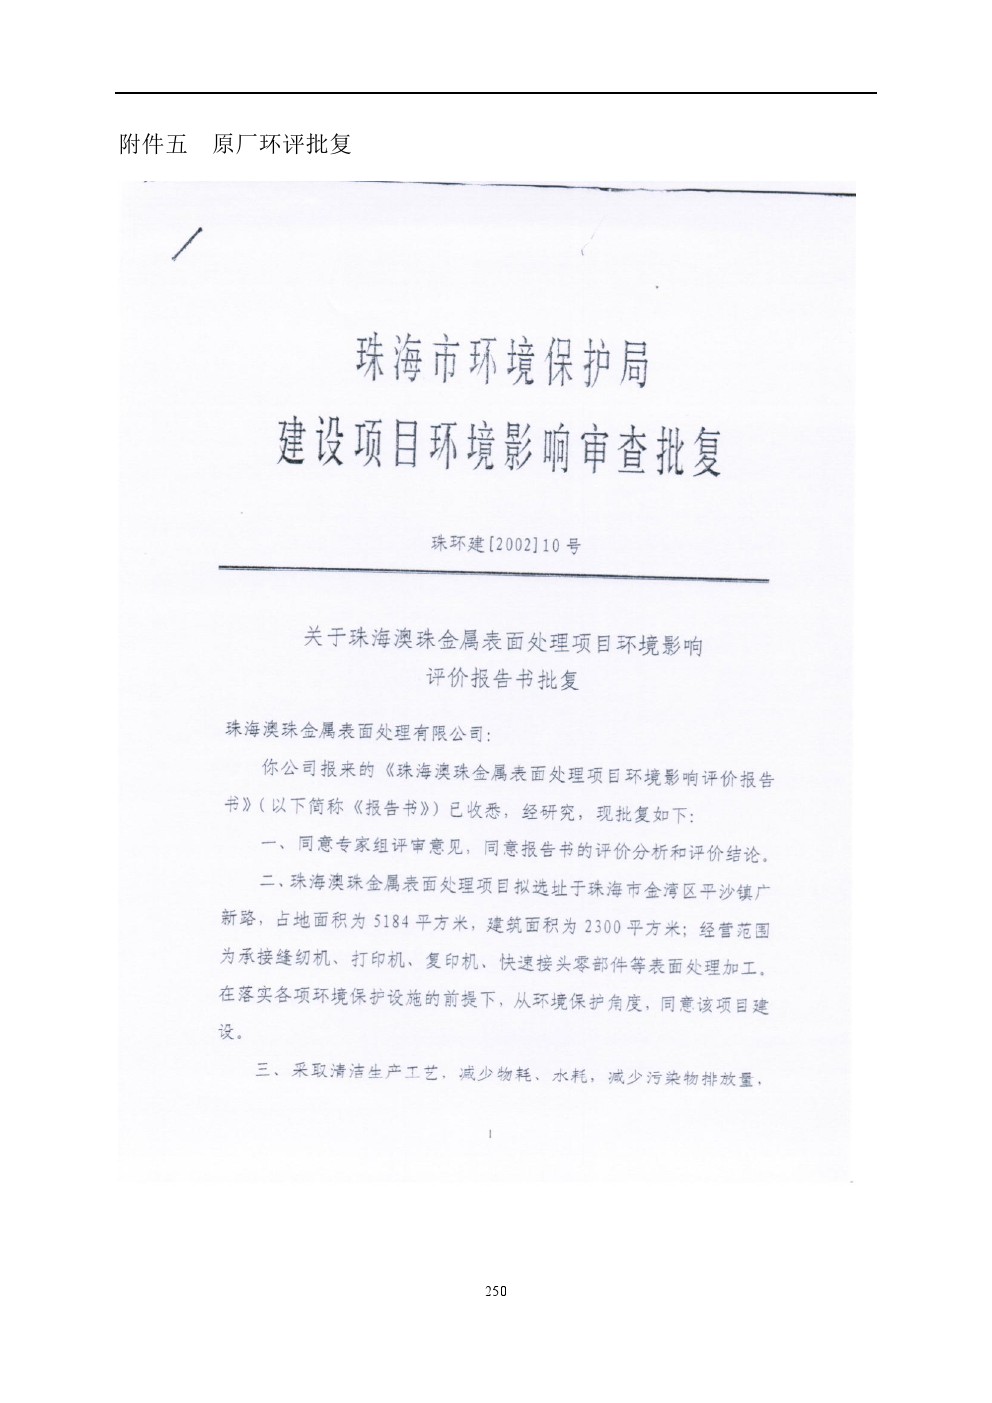 附件五 原厂环评批复
珠海市环境保护局
建设项目环境影响审查批复
珠环建[2002]10 号
关于珠海澳珠金属表面处理项目环境影响
评价报告书批复
珠海澳珠金属表面处理有限公司:
你公司报来的《珠海澳珠金属表面处理项目环境影响评价报告
书》(以下简称《报告书》)已收悉，经研究，现批复如下:
一、同意专家组评审意见，同意报告书的评价分析和评价结论。
二、珠海澳珠金属表面处理项目拟选址于珠海市金湾区平沙镇广
新路，占地面积为 5184 平方米，建筑面积为 2300 平方米；经营范围
为承接缝纫机、打印机、复印机、快速接头零部件等表面处理加工。
在落实各项环境保护设施的前提下，从环境保护角度，同意该项目建
设。
三、采取清洁生产工艺，减少物耗、水耗，减少污染物排放量，
1
250